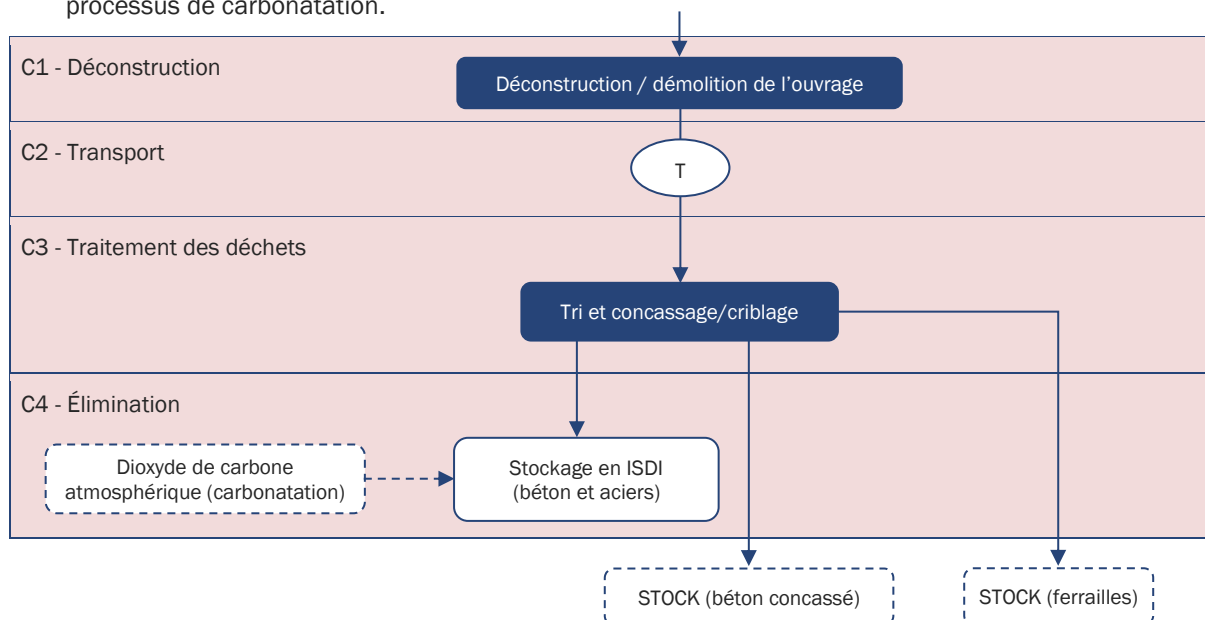 processus de carbonatation.
C1 - Déconstruction
Déconstruction / démolition de l'ouvrage
C2 - Transport
T
C3 - Traitement des déchets
Tri et concassage/criblage
C4 - Élimination
Dioxyde de carbone
atmosphérique (carbonatation)
Stockage en ISDI
(béton et aciers)
STOCK (béton concassé)
STOCK (ferrailles)